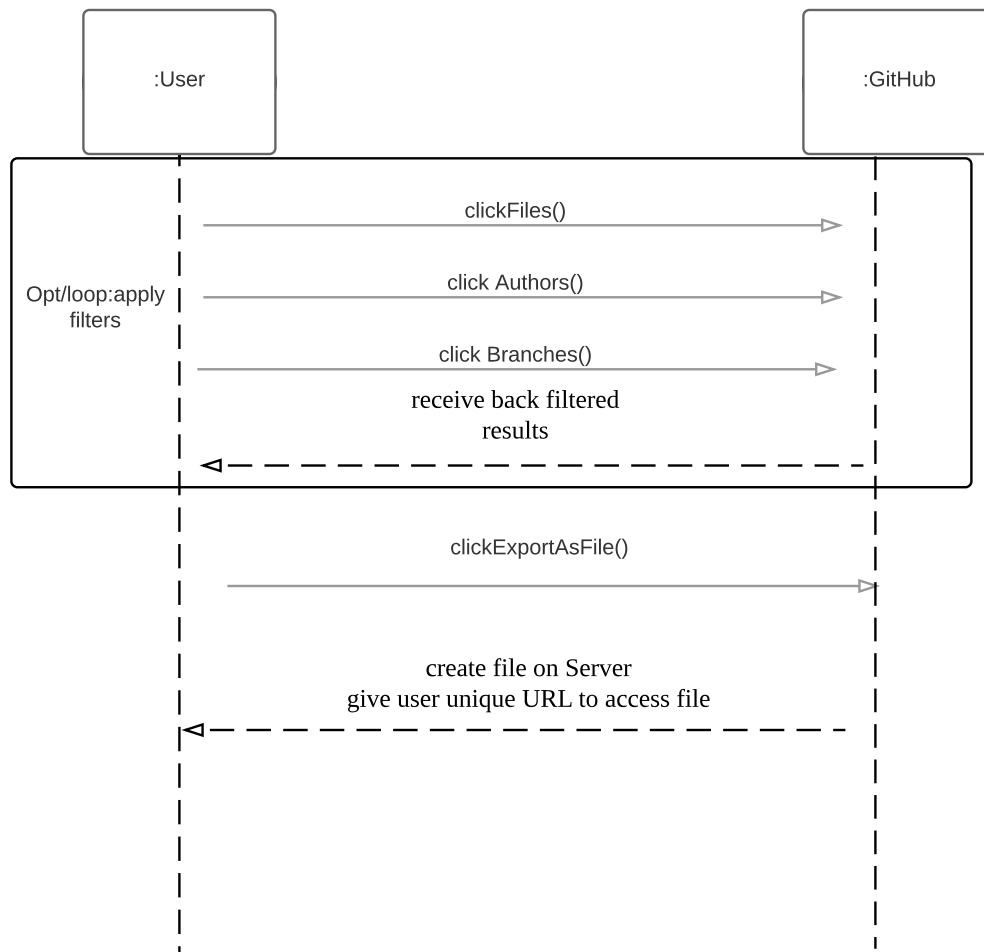 :User
:GitHub
clickFiles()
click Authors()
Opt/loop:apply
filters
click Branches()
receive back filtered
results
clickExportAsFile()
create file on Server
give user unique URL to access file